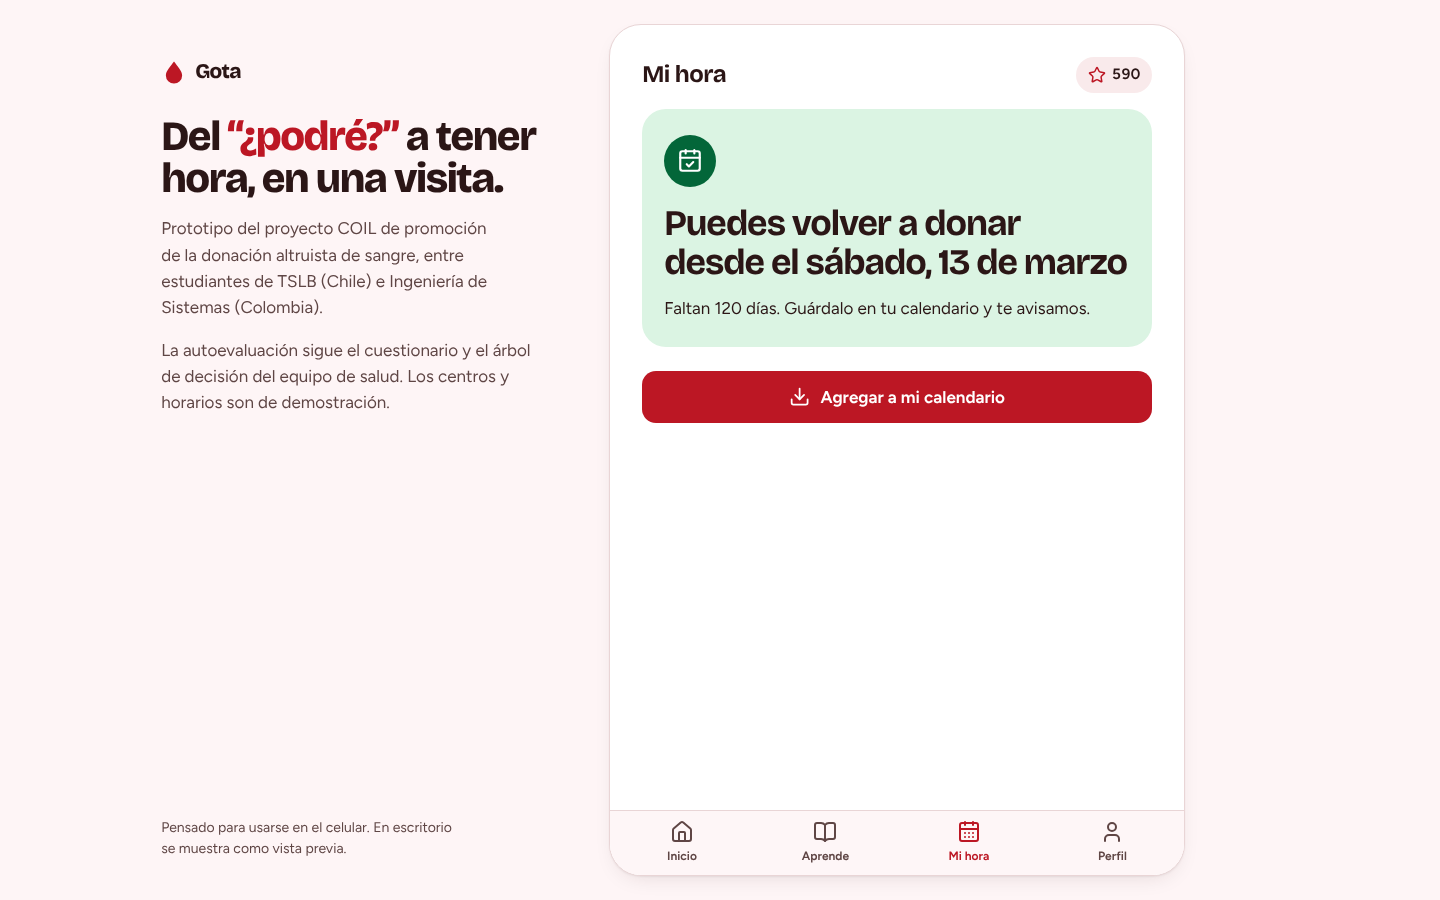 Gota
Del “¿podré?” a tener
hora, en una visita.
Prototipo del proyecto COIL de promoción
de la donación altruista de sangre, entre
estudiantes de TSLB (Chile) e Ingeniería de
Sistemas (Colombia).
La autoevaluación sigue el cuestionario y el árbol
de decisión del equipo de salud. Los centros y
horarios son de demostración.
Pensado para usarse en el celular. En escritorio
se muestra como vista previa.
Mi hora
590
Puedes volver a donar
desde el sábado, 13 de marzo
Faltan 120 días. Guárdalo en tu calendario y te avisamos.
Agregar a mi calendario
Inicio
Aprende
Mi hora
Perfil